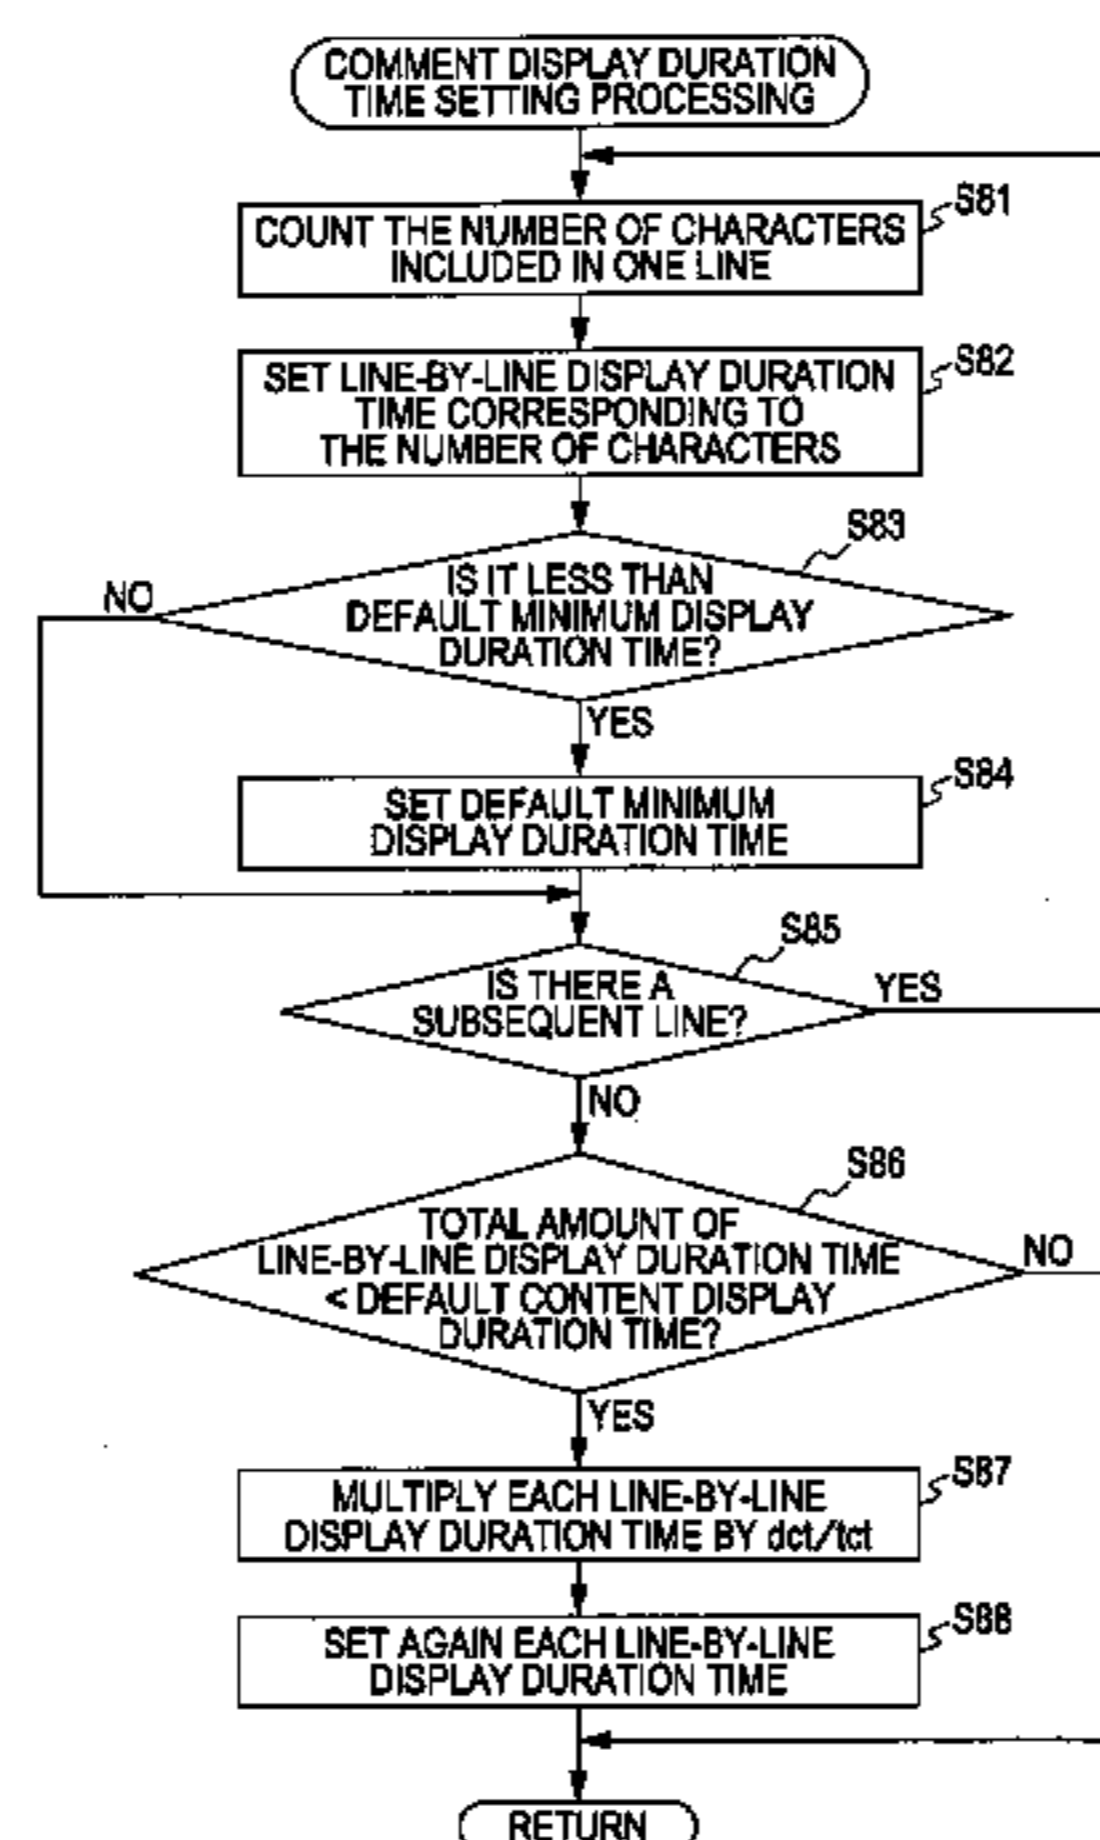 COMMENT DISPLAY DURATION
TIME SETTING PROCESSING
S81
COUNT THE NUMBER OF CHARACTERS
INCLUDED IN ONE LINE
S82
SET LINE-BY-LINE DISPLAY DURATION
TIME CORRESPONDING TO
THE NUMBER OF CHARACTERS
S83
NO
IS IT LESS THAN
DEFAULT MINIMUM DISPLAY
DURATION TIME?
YES
S84
SET DEFAULT MINIMUM
DISPLAY DURATION TIME
S85
IS THERE A
SUBSEQUENT LINE?
YES
NO
S86
TOTAL AMOUNT OF
LINE-BY-LINE DISPLAY DURATION TIME
< DEFAULT CONTENT DISPLAY
DURATION TIME?
NO
YES
S87
MULTIPLY EACH LINE-BY-LINE
DISPLAY DURATION TIME BY dct/tct
S88
SET AGAIN EACH LINE-BY-LINE
DISPLAY DURATION TIME
RETURN